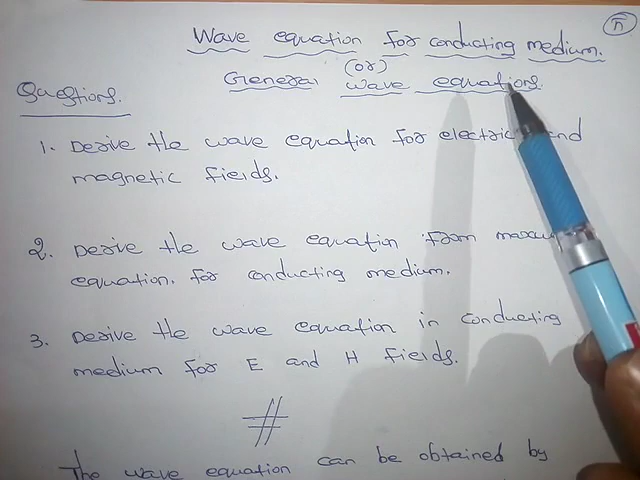 n
Wave equation for conducting medium.
(or)
General wave equations.
Questions.
1. Derive the wave equation for electric and
magnetic fields.
2. Derive the wave equation from
equation. for conducting medium.
3. Derive the wave equation in conducting
medium for E and H fields.
#
The wave equation can be obtained by